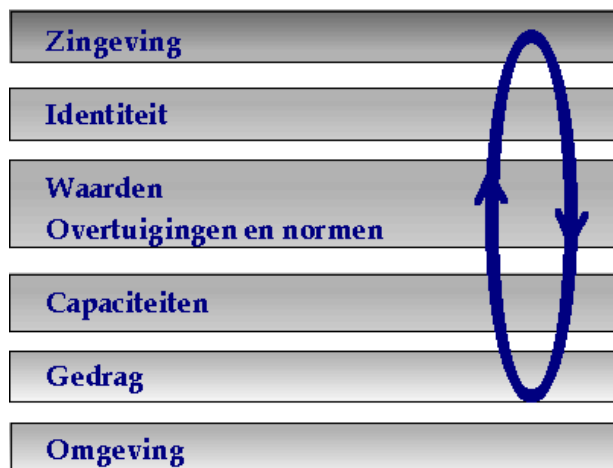 Zingeving
Identiteit
Waarden
Overtuigingen en normen
Capaciteiten
Gedrag
Omgeving